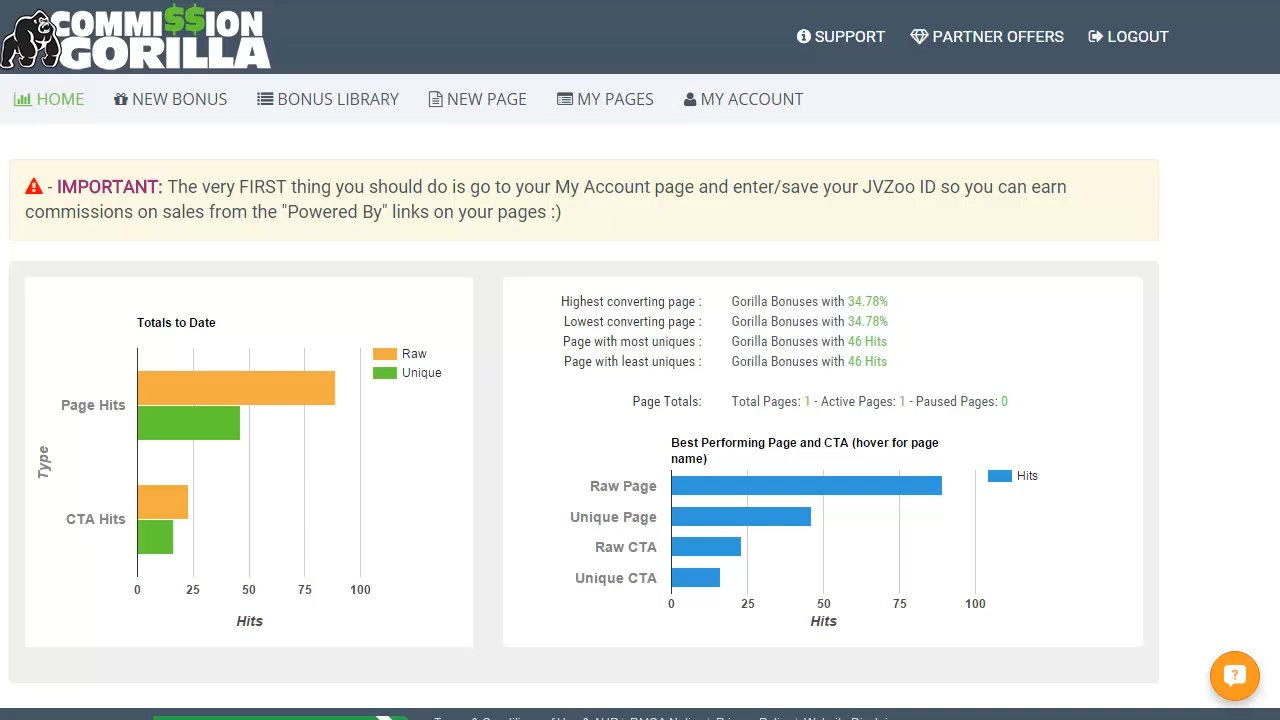 COMMI$$ION
GORILLA
SUPPORT PARTNER OFFERS LOGOUT
HOME NEW BONUS BONUS LIBRARY NEW PAGE MY PAGES MY ACCOUNT
- IMPORTANT: The very FIRST thing you should do is go to your My Account page and enter/save your JVZoo ID so you can earn
commissions on sales from the "Powered By" links on your pages :)
Totals to Date
Raw
Unique
Page Hits
CTA Hits
Type
0 25 50 75 100
Hits
Highest converting page : Gorilla Bonuses with 34.78%
Lowest converting page : Gorilla Bonuses with 34.78%
Page with most uniques : Gorilla Bonuses with 46 Hits
Page with least uniques : Gorilla Bonuses with 46 Hits
Page Totals: Total Pages: 1 - Active Pages: 1 - Paused Pages: 0
Best Performing Page and CTA (hover for page
name)
Hits
Raw Page
Unique Page
Raw CTA
Unique CTA
0 25 50 75 100
Hits
?